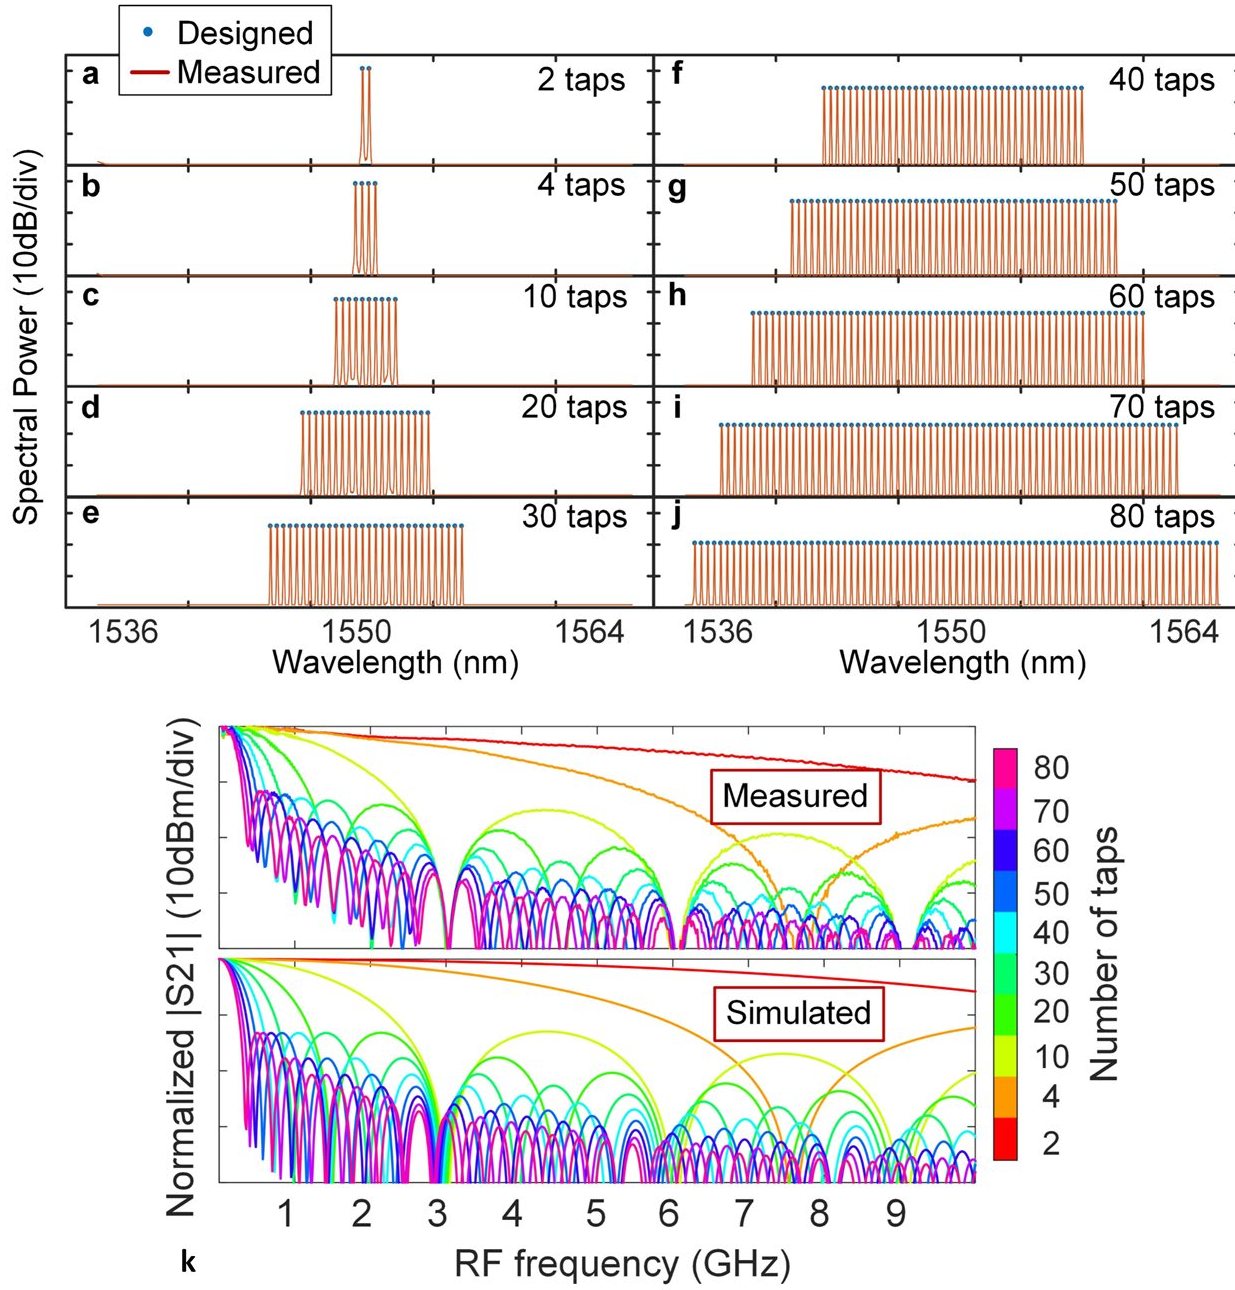 Designed
Measured
a
2 taps
b
4 taps
c
10 taps
d
20 taps
e
30 taps
f
40 taps
g
50 taps
h
60 taps
i
70 taps
j
80 taps
Spectral Power (10dB/div)
1536 1550 1564
Wavelength (nm)
1536 1550 1564
Wavelength (nm)
Normalized |S21| (10dBm/div)
Measured
Simulated
1 2 3 4 5 6 7 8 9
k
RF frequency (GHz)
80
70
60
50
40
30
20
10
4
2
Number of taps